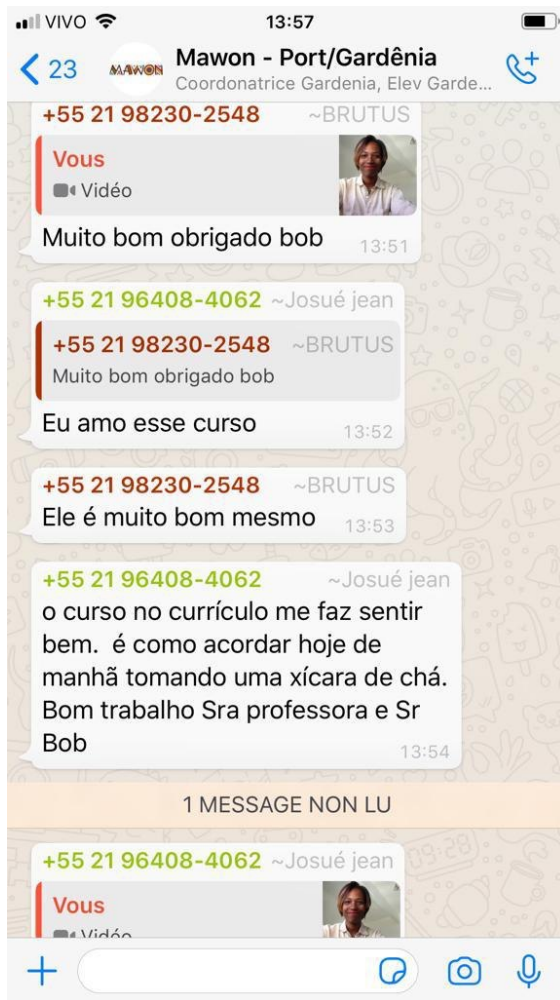 VIVO
13:57
23
MAWON
Mawon - Port/Gardênia
Coordonatrice Gardenia, Elev Garde...
+55 21 98230-2548 ~BRUTUS
Vous
Vidéo
Muito bom obrigado bob 13:51
+55 21 96408-4062 ~Josué jean
+55 21 98230-2548 ~BRUTUS
Muito bom obrigado bob
Eu amo esse curso 13:52
+55 21 98230-2548 ~BRUTUS
Ele é muito bom mesmo 13:53
+55 21 96408-4062 ~Josué jean
o curso no currículo me faz sentir
bem. é como acordar hoje de
manhã tomando uma xícara de chá.
Bom trabalho Sra professora e Sr
Bob 13:54
1 MESSAGE NON LU
+55 21 96408-4062 ~Josué jean
Vous
Vidéo